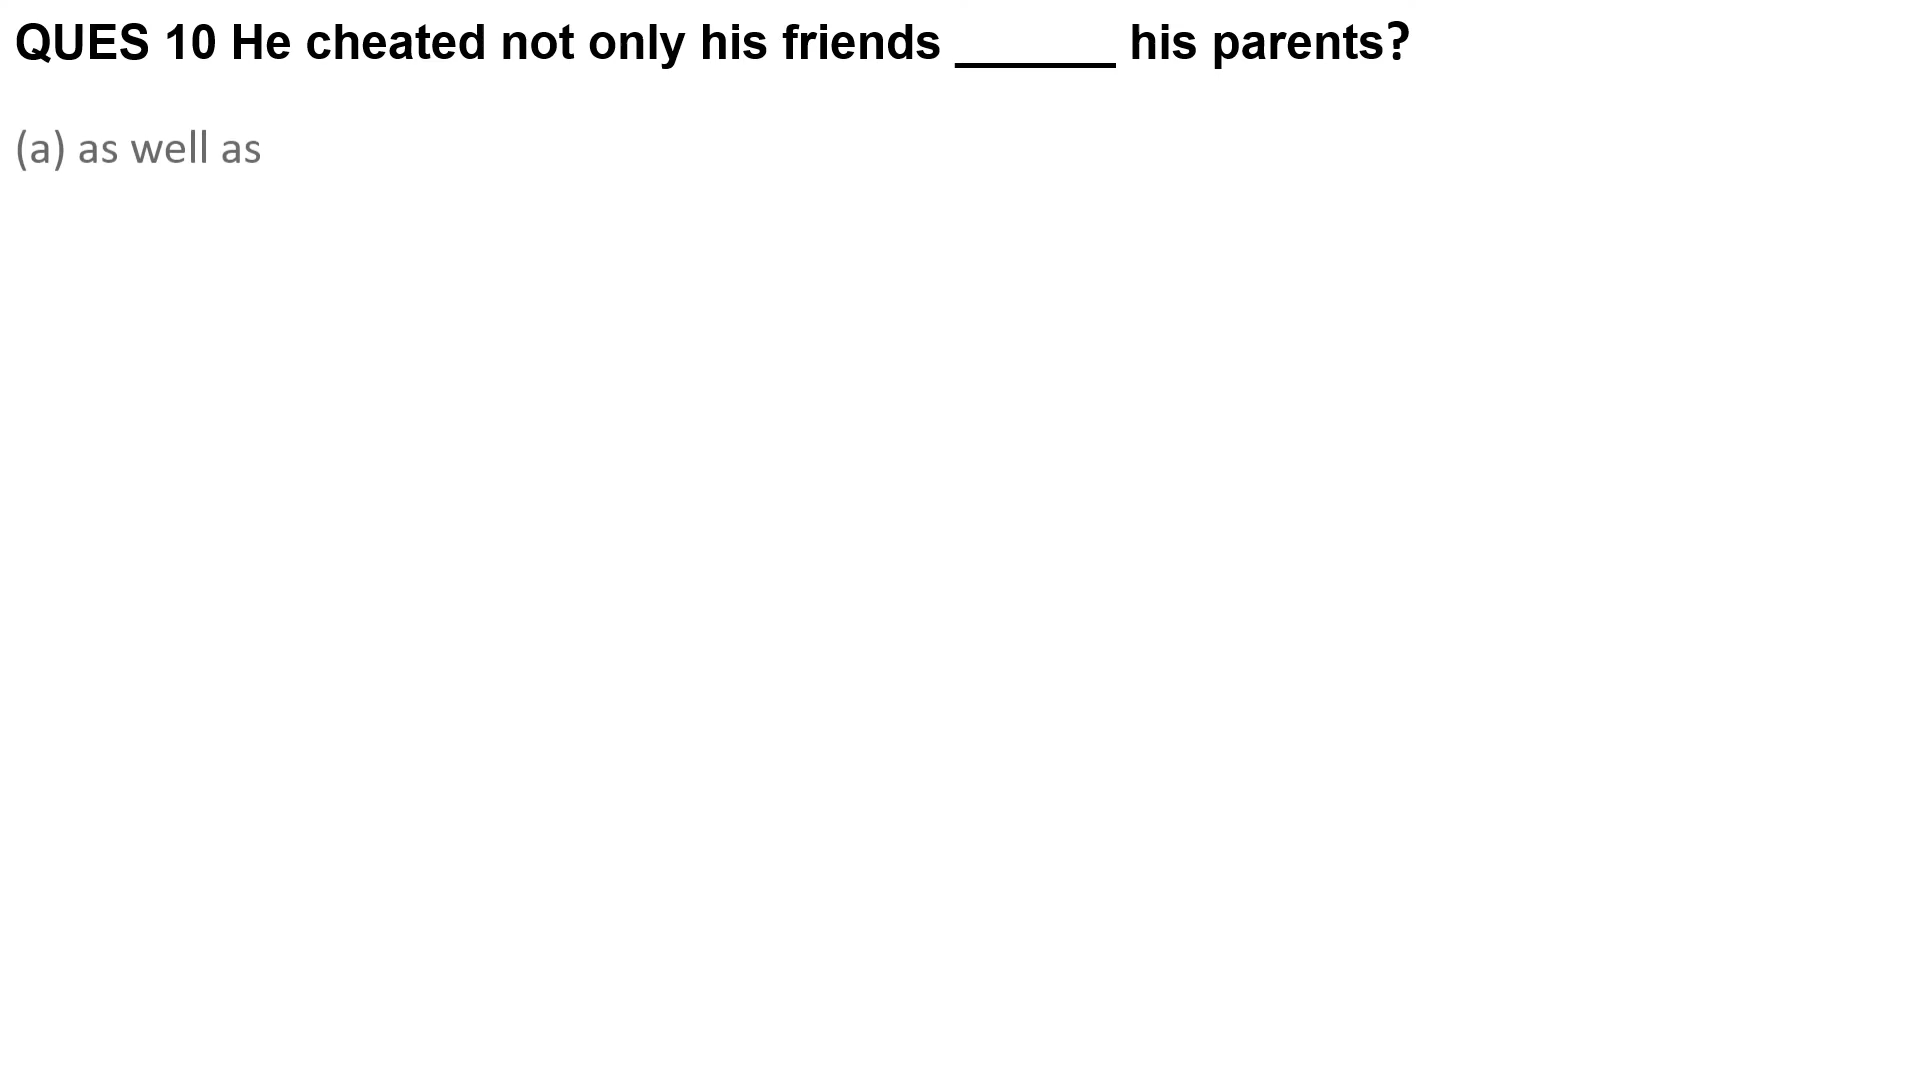 QUES 10 He cheated not only his friends ______ his parents?
(a) as well as